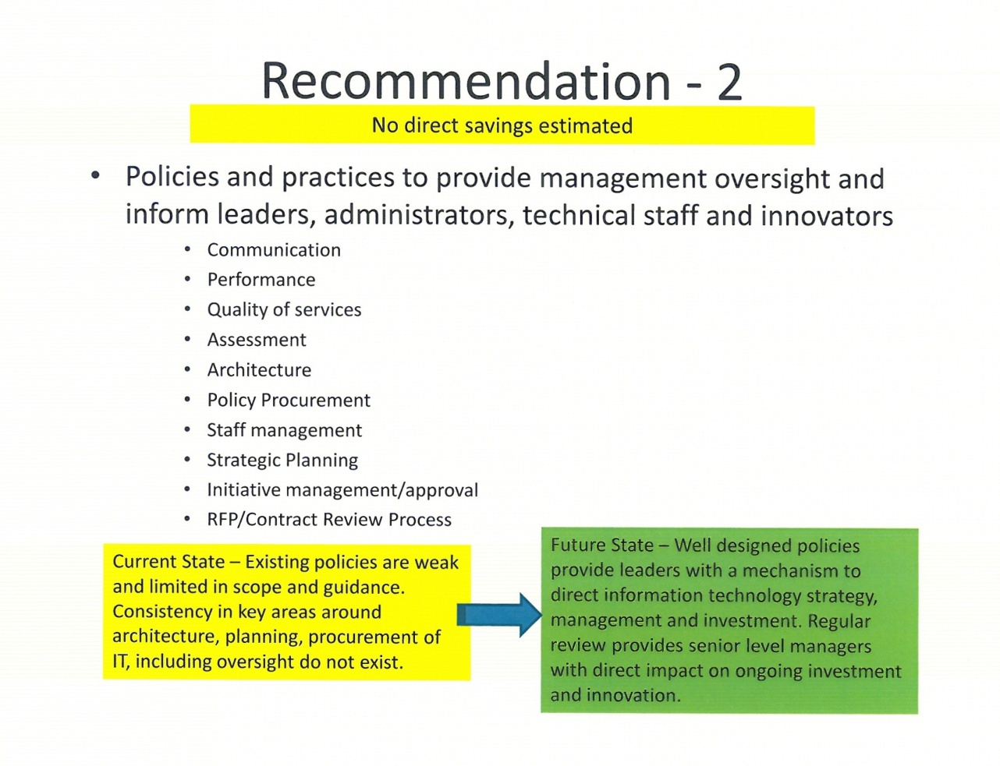 Recommendation - 2
No direct savings estimated
• Policies and practices to provide management oversight and
inform leaders, administrators, technical staff and innovators
• Communication
• Performance
• Quality of services
• Assessment
• Architecture
• Policy Procurement
• Staff management
• Strategic Planning
• Initiative management/approval
• RFP/Contract Review Process
Current State – Existing policies are weak
and limited in scope and guidance.
Consistency in key areas around
architecture, planning, procurement of
IT, including oversight do not exist.
Future State – Well designed policies
provide leaders with a mechanism to
direct information technology strategy,
management and investment. Regular
review provides senior level managers
with direct impact on ongoing investment
and innovation.